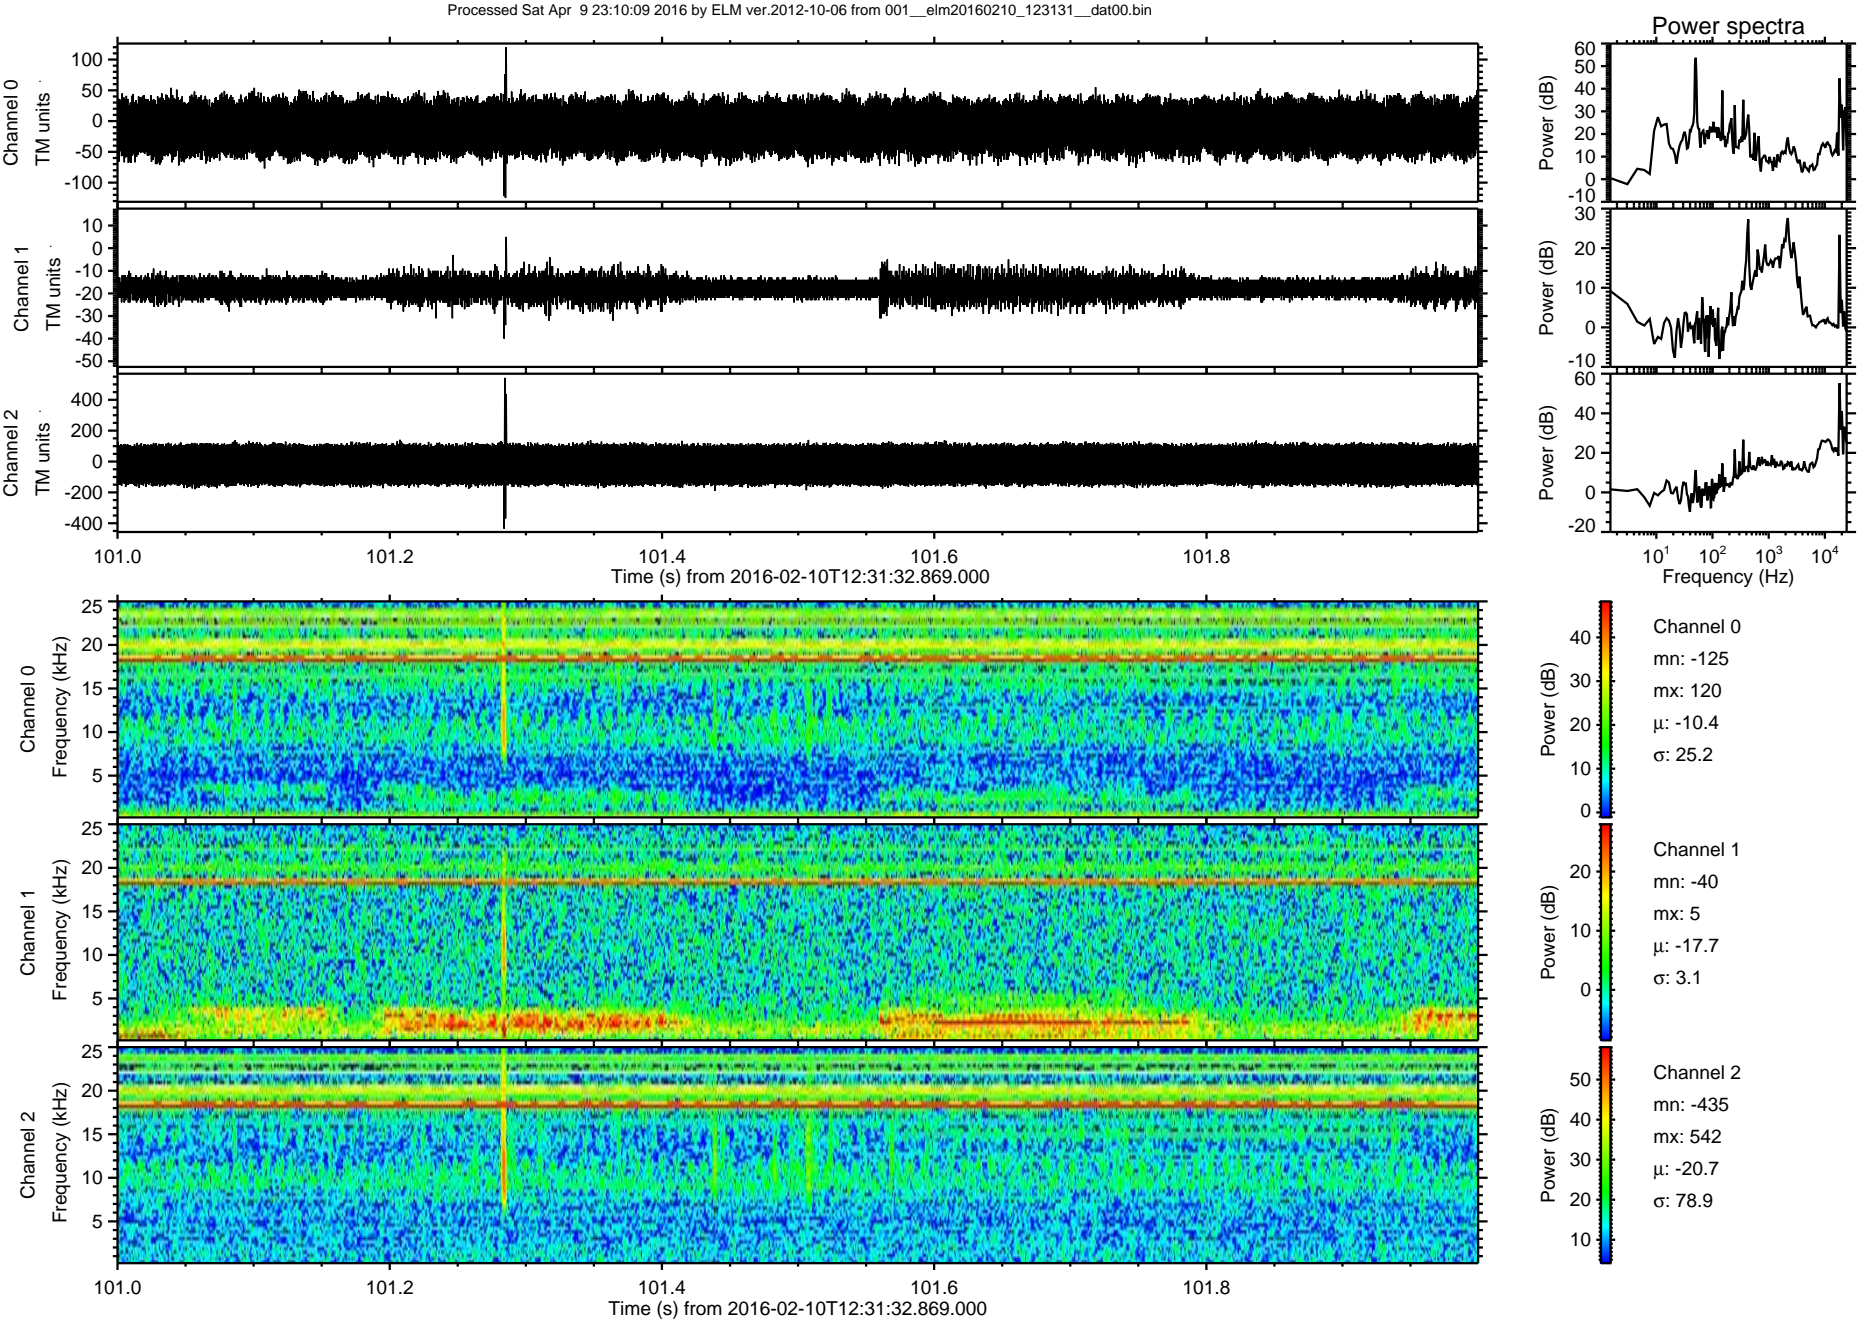 Processed Sat Apr  9 23:10:09 2016 by ELM ver.2012-10-06 from 001__elm20160210_123131__dat00.bin
Power spectra
Channel 0
TM units
100
50
0
-50
-100
Power (dB)
60
50
40
30
20
10
0
-10
Channel 1
TM units
10
0
-10
-20
-30
-40
-50
Power (dB)
30
20
10
0
-10
Channel 2
TM units
400
200
0
-200
-400
Power (dB)
60
40
20
0
-20
101.0 101.2 101.4 101.6 101.8
Time (s) from 2016-02-10T12:31:32.869.000
10¹ 10² 10³ 10⁴
Frequency (Hz)
Channel 0
Frequency (kHz)
25
20
15
10
5
Power (dB)
40
30
20
10
0
Channel 0
mn: -125
mx: 120
μ: -10.4
σ: 25.2
Channel 1
Frequency (kHz)
25
20
15
10
5
Power (dB)
20
10
0
Channel 1
mn: -40
mx: 5
μ: -17.7
σ: 3.1
Channel 2
Frequency (kHz)
25
20
15
10
5
Power (dB)
50
40
30
20
10
Channel 2
mn: -435
mx: 542
μ: -20.7
σ: 78.9
101.0 101.2 101.4 101.6 101.8
Time (s) from 2016-02-10T12:31:32.869.000